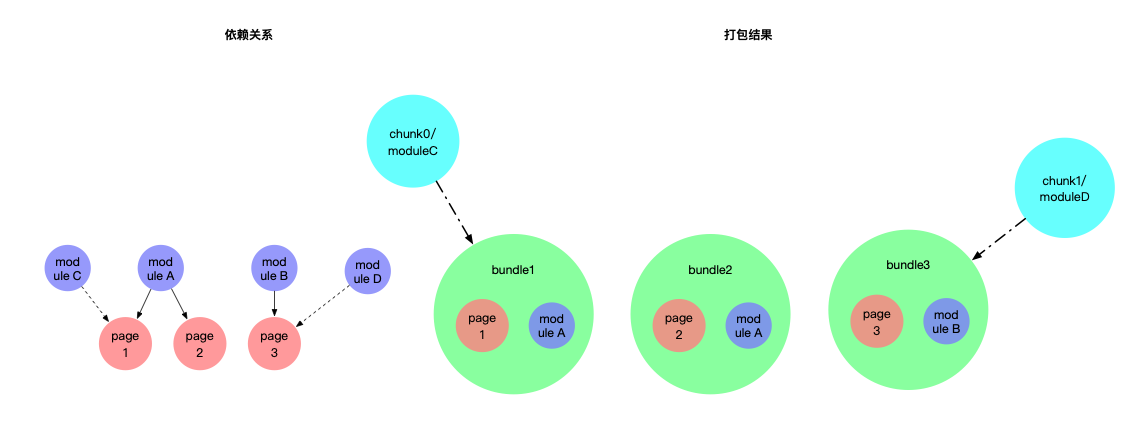 依赖关系
打包结果
chunk0/
moduleC
chunk1/
moduleD
mod
ule C
mod
ule A
mod
ule B
mod
ule D
page
1
page
2
page
3
bundle1
page
1
mod
ule A
bundle2
page
2
mod
ule A
bundle3
page
3
mod
ule B